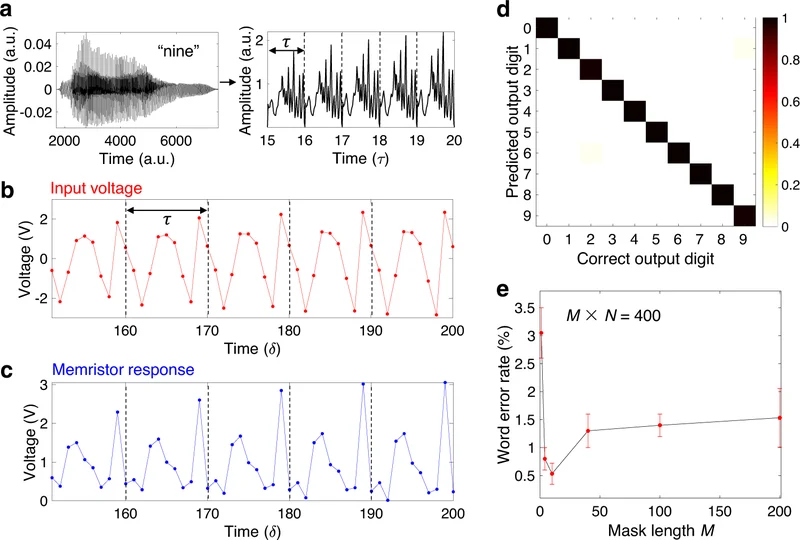 a
Amplitude (a.u.)
0.04
0.02
0
-0.02
"nine"
2000
4000
6000
Time (a.u.)
Amplitude (a.u.)
2
1
τ
15
16
17
18
19
20
Time (τ)
b
Input voltage
Voltage (V)
2
0
-2
τ
160
170
180
190
200
Time (δ)
c
Memristor response
Voltage (V)
3
2
1
0
160
170
180
190
200
Time (δ)
d
Predicted output digit
0
1
2
3
4
5
6
7
8
9
0 1 2 3 4 5 6 7 8 9
Correct output digit
1
0.8
0.6
0.4
0.2
0
e
Word error rate (%)
3.5
3
2.5
2
1.5
1
0.5
M × N = 400
0
50
100
150
200
Mask length M